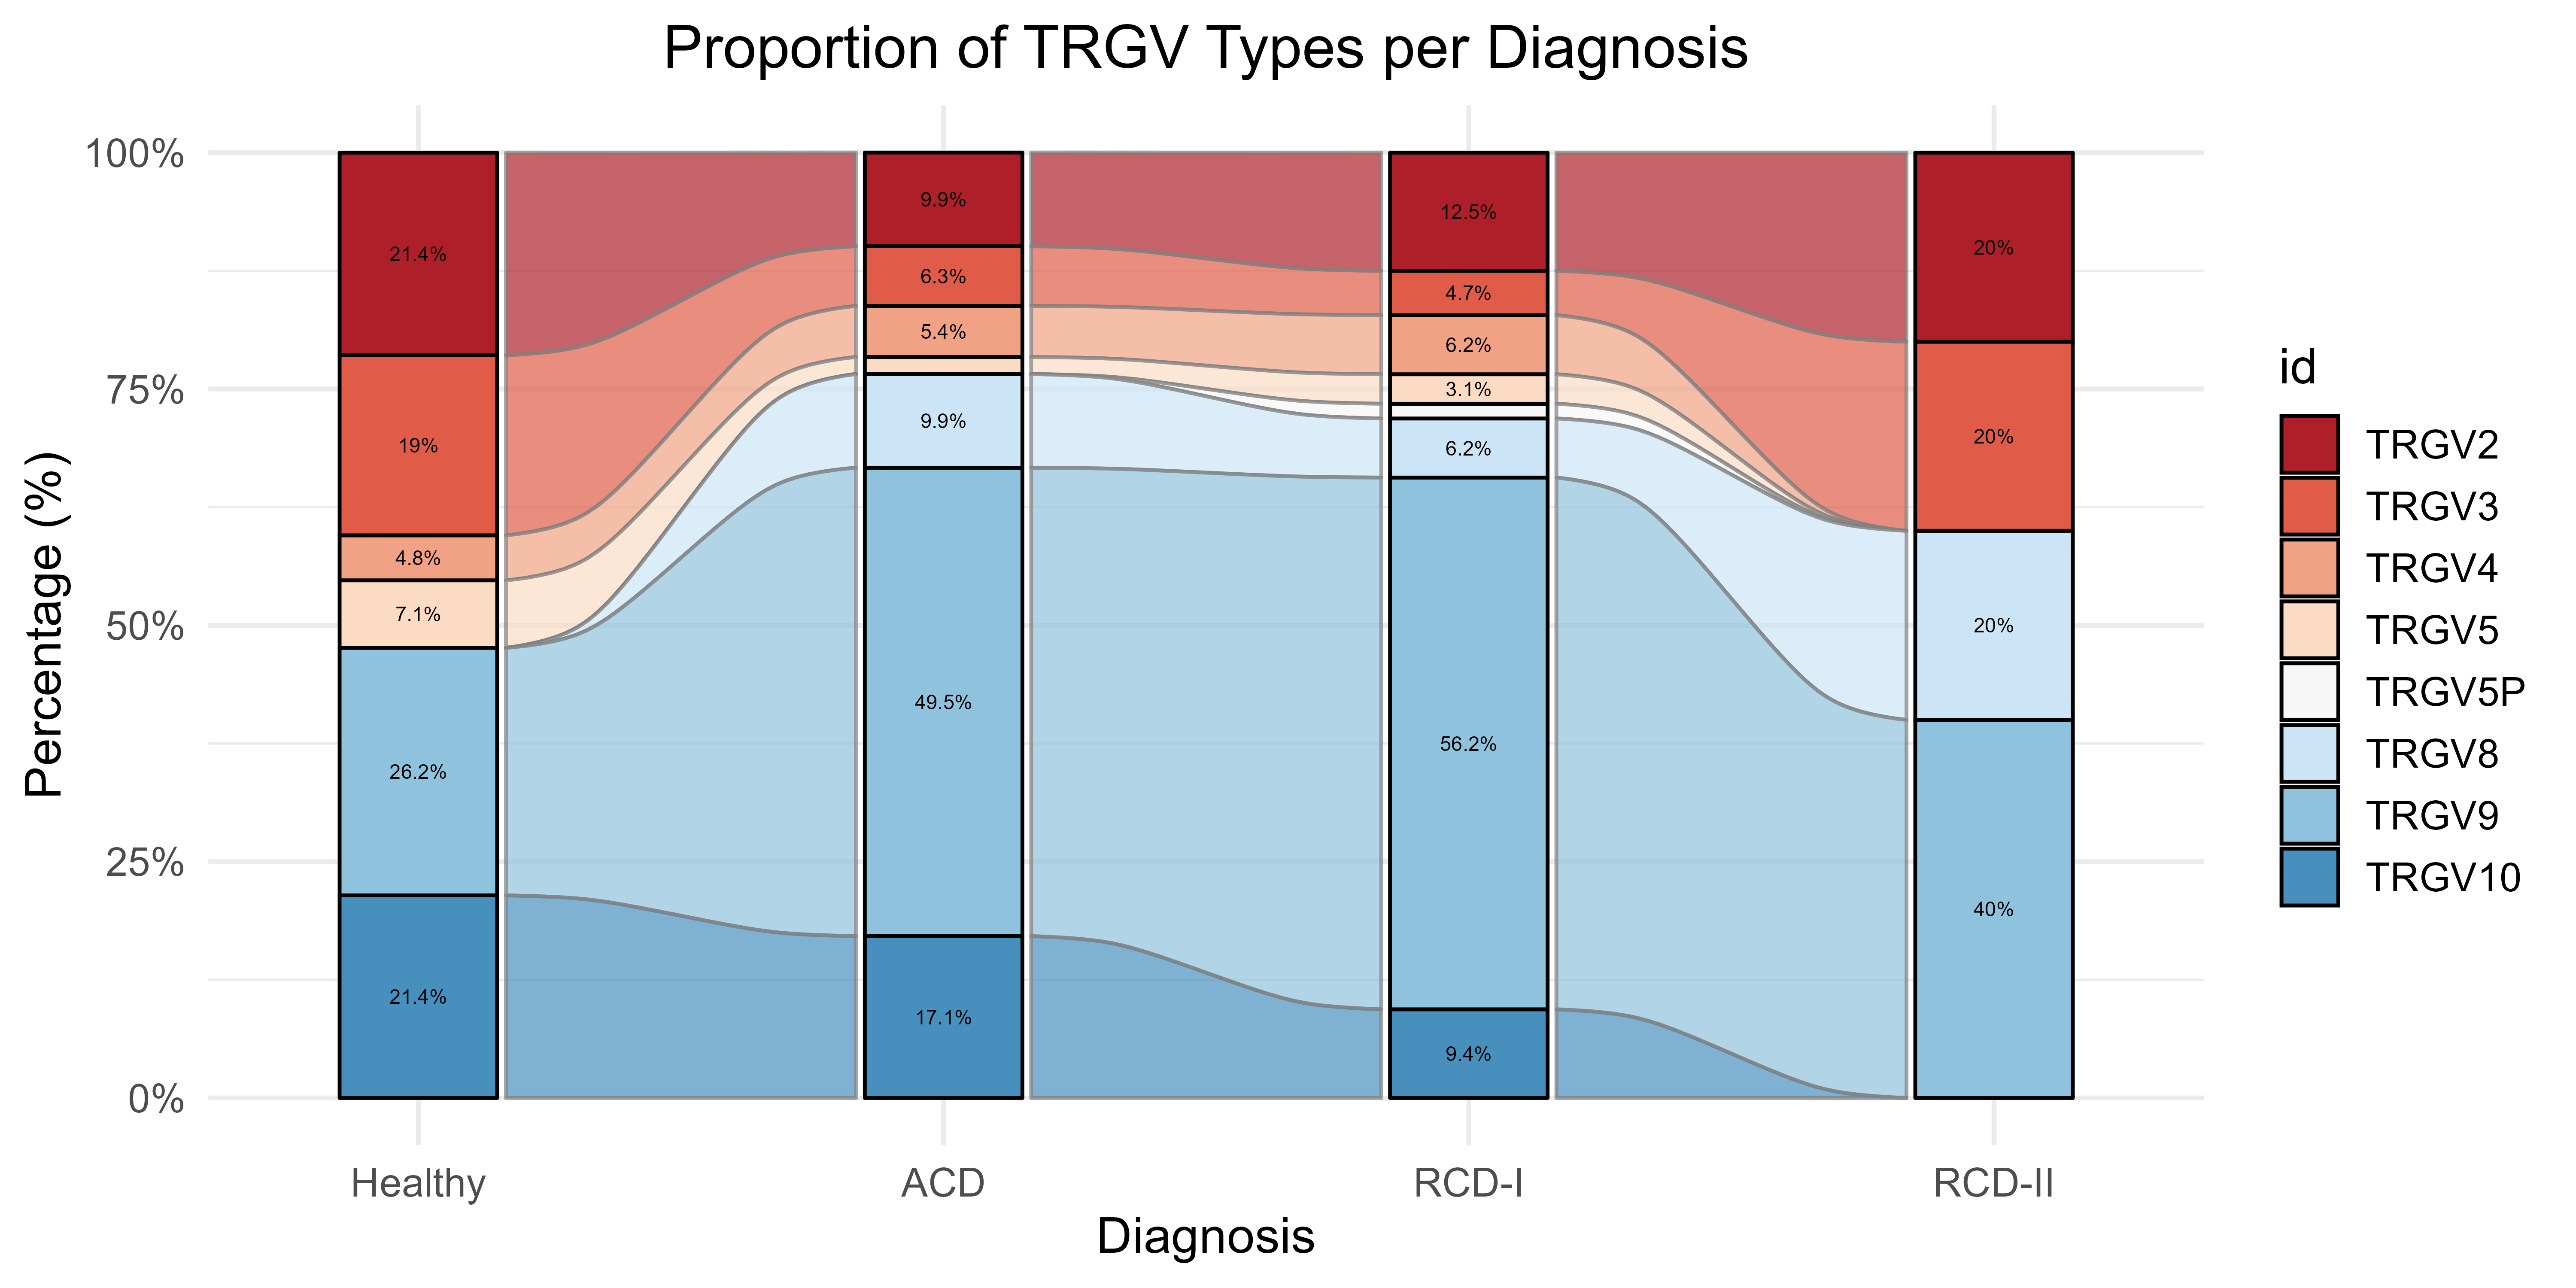 Proportion of TRGV Types per Diagnosis
Percentage (%)
100%
75%
50%
25%
0%
21.4%
19%
4.8%
7.1%
26.2%
21.4%
9.9%
6.3%
5.4%
9.9%
49.5%
17.1%
12.5%
4.7%
6.2%
3.1%
6.2%
56.2%
9.4%
20%
20%
20%
40%
Healthy
ACD
RCD-I
RCD-II
Diagnosis
id
TRGV2
TRGV3
TRGV4
TRGV5
TRGV5P
TRGV8
TRGV9
TRGV10